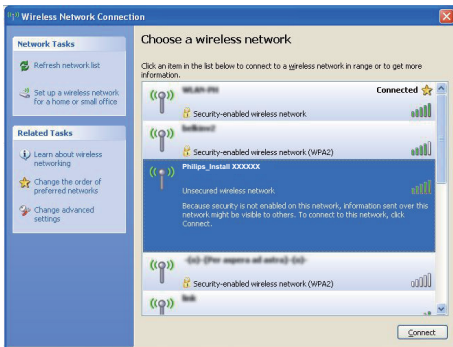 Wireless Network Connection
Network Tasks
Refresh network list
Set up a wireless network
for a home or small office
Related Tasks
Learn about wireless
networking
Change the order of
preferred networks
Change advanced
settings
Choose a wireless network
Click an item in the list below to connect to a wireless network in range or to get more
information.
Connected
Security-enabled wireless network
Security-enabled wireless network (WPA2)
Philips_Install XXXXXX
Unsecured wireless network
Because security is not enabled on this network, information sent over this
network might be visible to others. To connect to this network, click
Connect.
Security-enabled wireless network (WPA2)
Connect